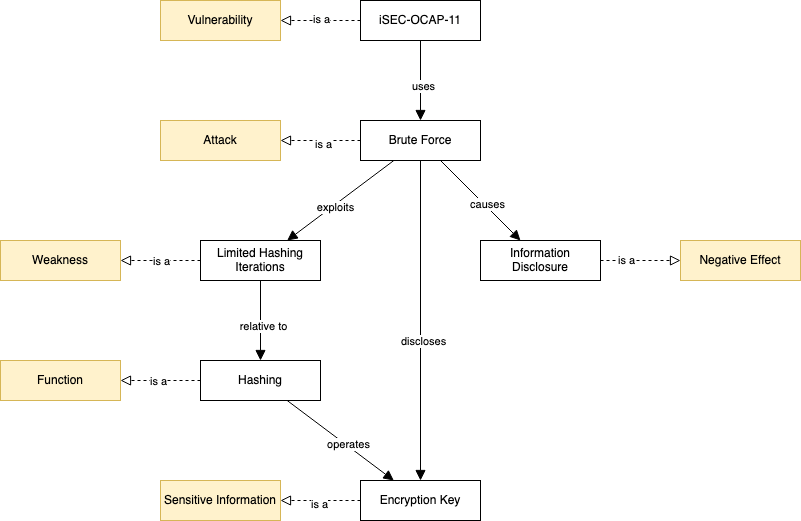 Vulnerability
is a
iSEC-OCAP-11
uses
Attack
is a
Brute Force
exploits
causes
Weakness
is a
Limited Hashing
Iterations
Information
Disclosure
is a
Negative Effect
relative to
discloses
Function
is a
Hashing
operates
Sensitive Information
is a
Encryption Key